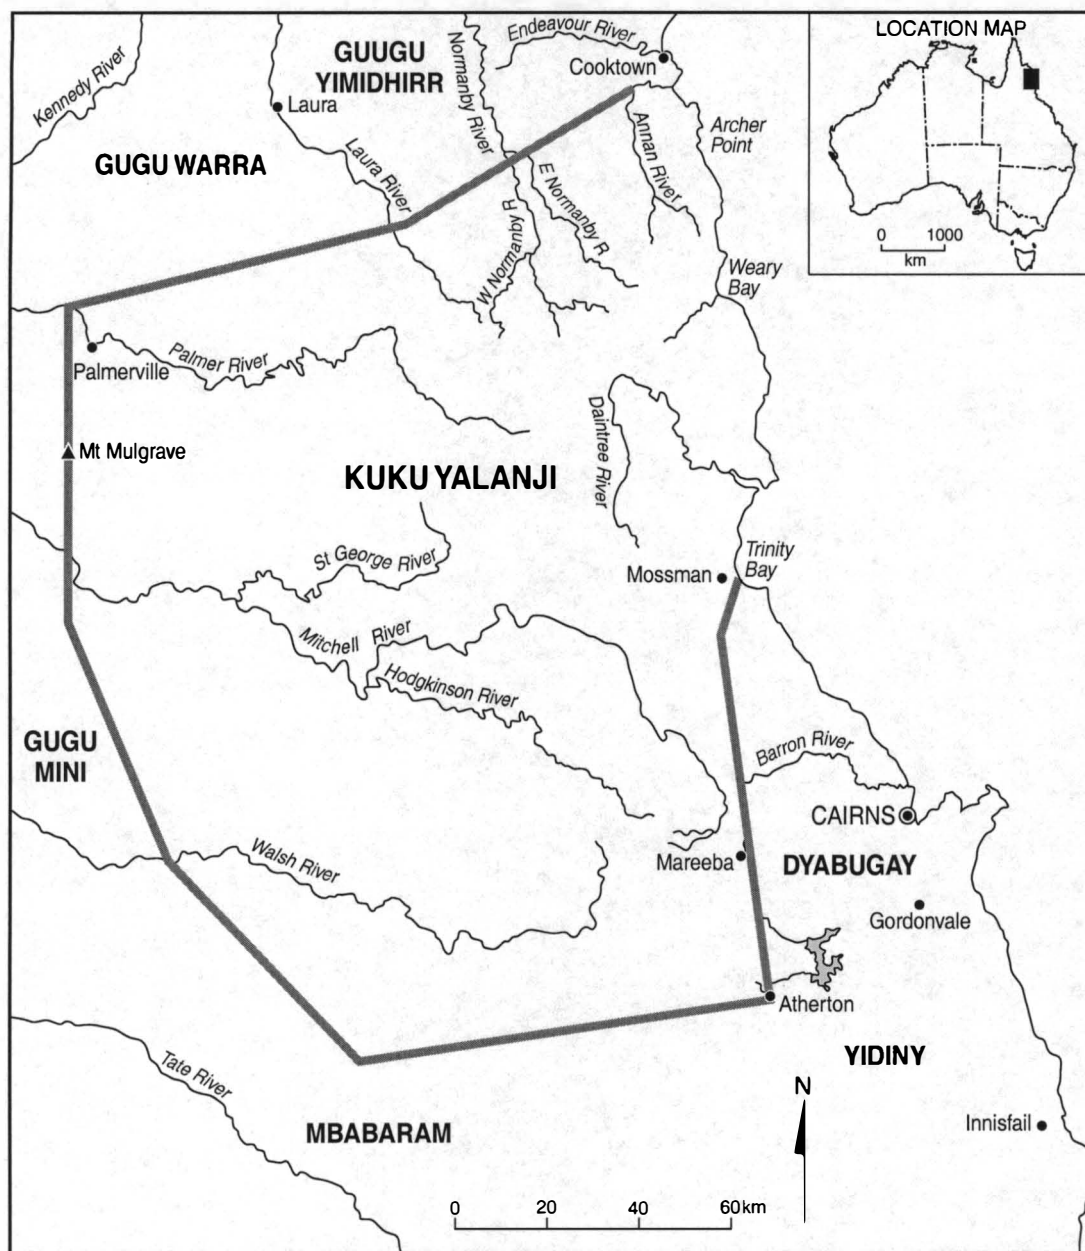 LOCATION MAP
0 1000
km
Kennedy River
GUUGU
YIMIDHIRR
Normanby River
Endeavour River
Cooktown
Laura
GUGU WARRA
Laura River
Annan River
Archer
Point
E Normanby R
W Normanby R
Weary
Bay
Palmerville
Palmer River
Mt Mulgrave
KUKU YALANJI
Daintree River
St George River
Mossman
Trinity
Bay
Mitchell River
Hodgkinson River
GUGU
MINI
Barron River
CAIRNS
Walsh River
Mareeba
DYABUGAY
Gordonvale
Atherton
YIDINY
Tate River
N
MBABARAM
Innisfail
0 20 40 60 km